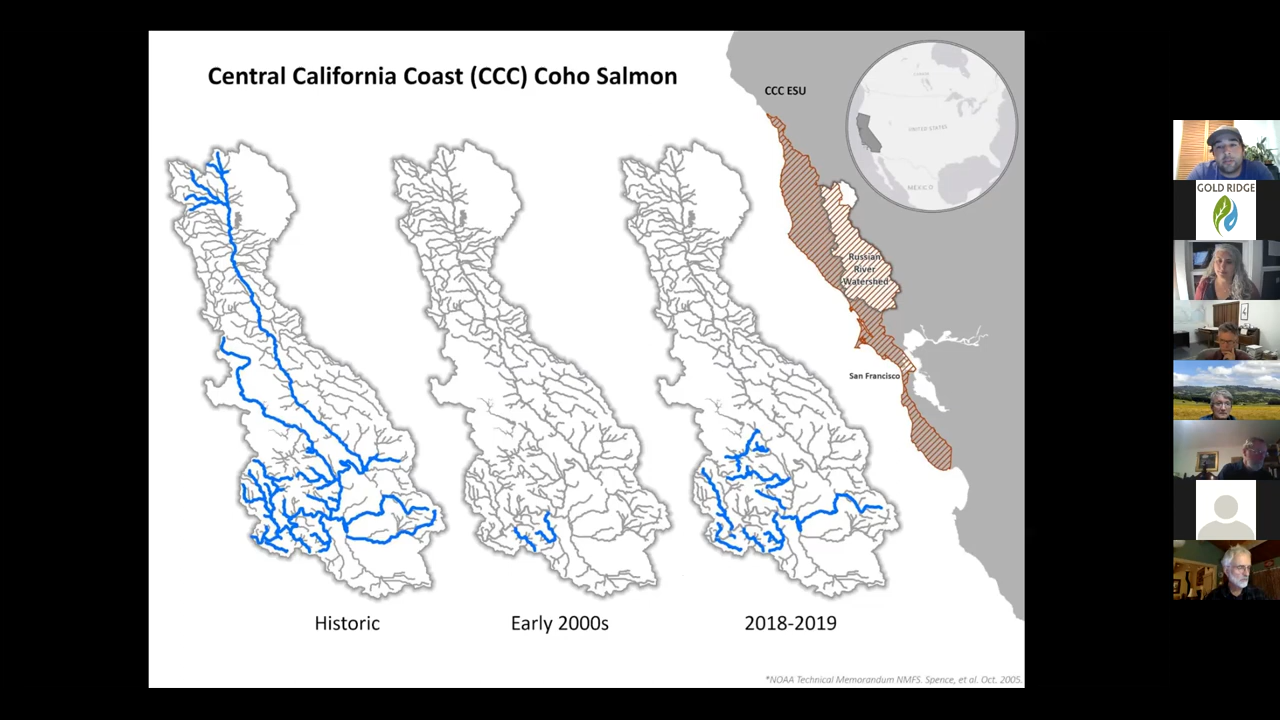 Central California Coast (CCC) Coho Salmon
CCC ESU
UNITED STATES
MEXICO
Russian
River
Watershed
San Francisco
Historic
Early 2000s
2018-2019
*NOAA Technical Memorandum NMFS. Spence, et al. Oct. 2005.
GOLD RIDGE